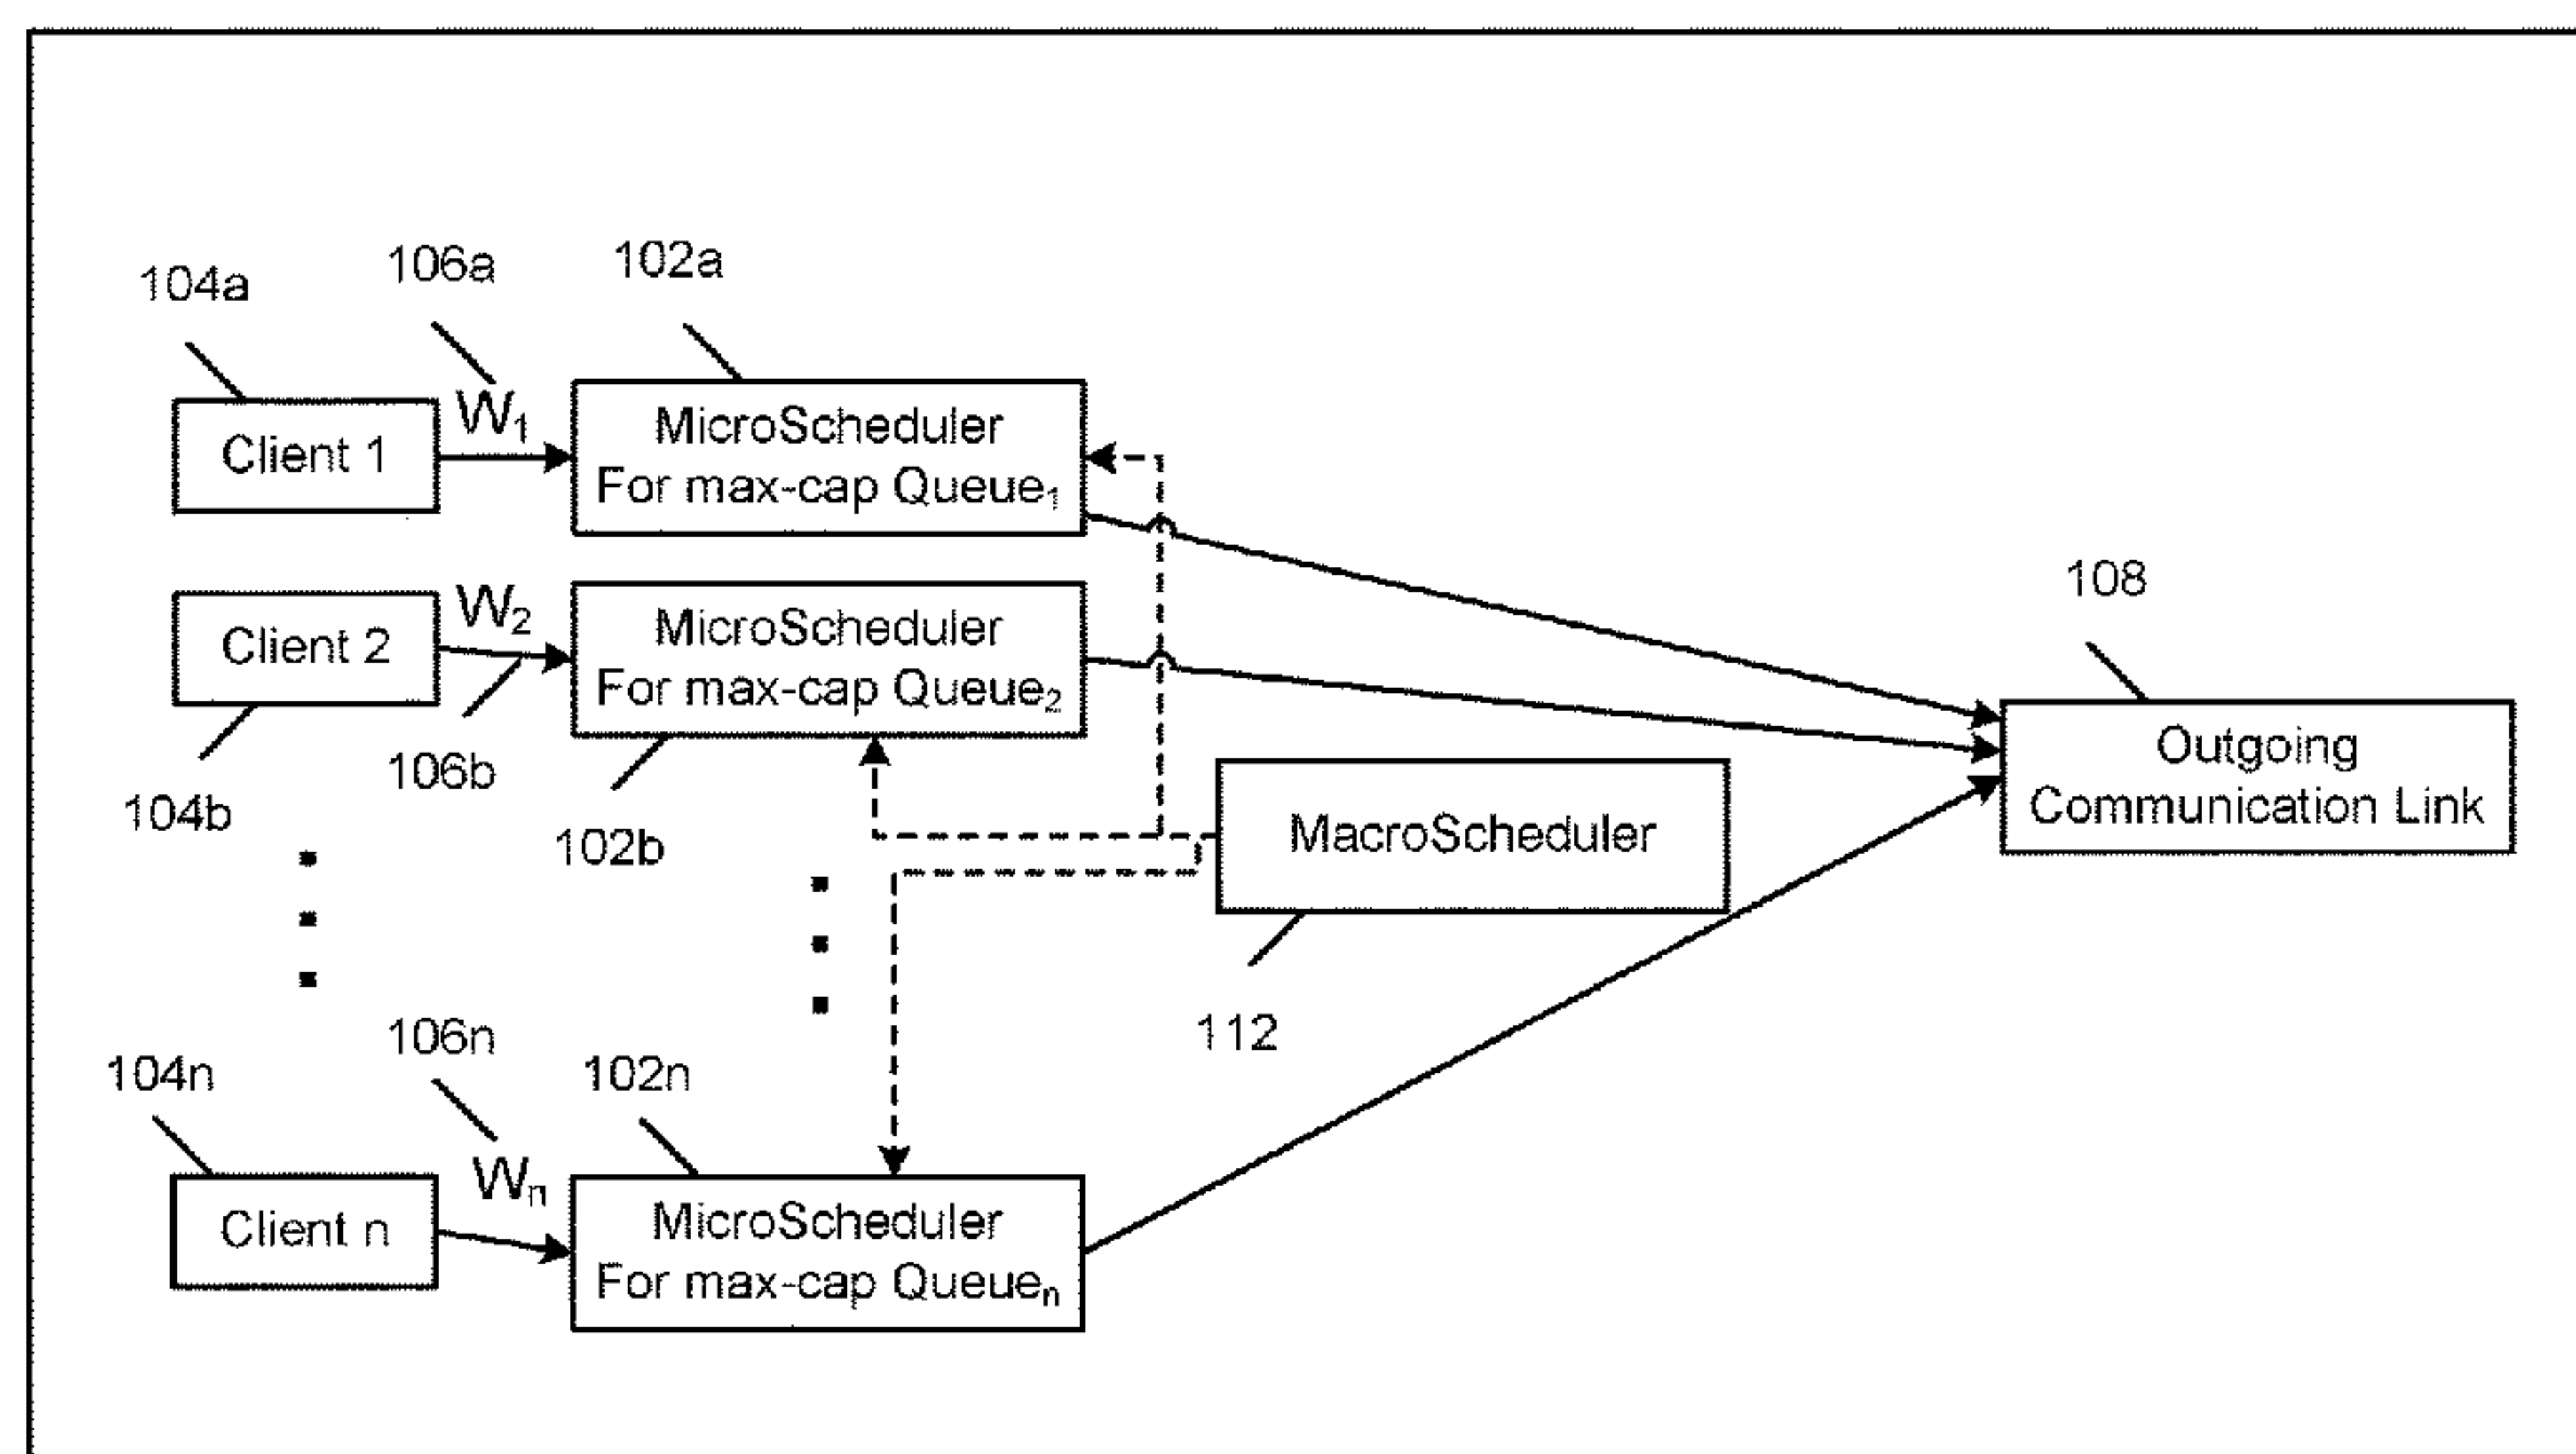 104a
106a
102a
W₁
Client 1
MicroScheduler
For max-cap Queue₁
W₂
Client 2
MicroScheduler
For max-cap Queue₂
104b
106b
102b
MacroScheduler
112
108
Outgoing
Communication Link
104n
106n
102n
Wₙ
Client n
MicroScheduler
For max-cap Queueₙ